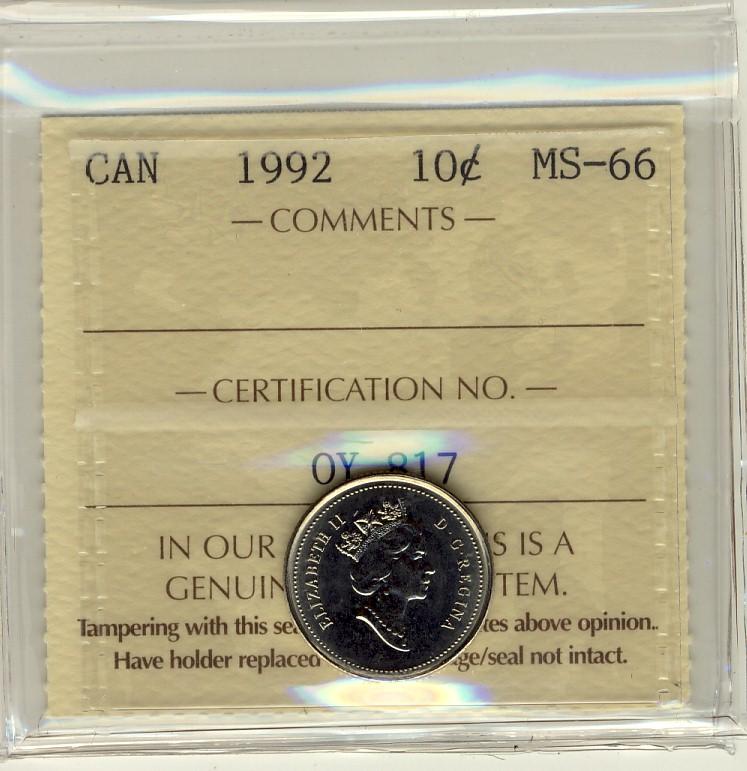 CAN 1992 10¢ MS-66
— COMMENTS —
— CERTIFICATION NO. —
OY 817
IN OUR S IS A
GENUIN TEM.
Tampering with this sea tes above opinion..
Have holder replaced ge/seal not intact.
ELIZABETH II D·G·REGINA